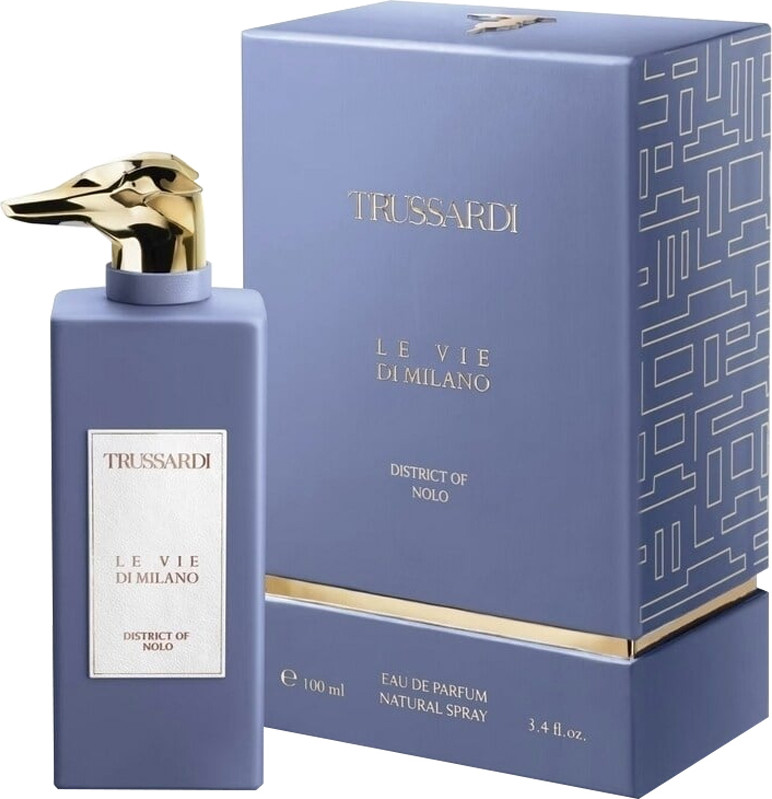 TRUSSARDI
LE VIE
DI MILANO
DISTRICT OF
NOLO
TRUSSARDI
LE VIE
DI MILANO
DISTRICT OF
NOLO
℮ 100 ml
EAU DE PARFUM
NATURAL SPRAY
3.4 fl.oz.